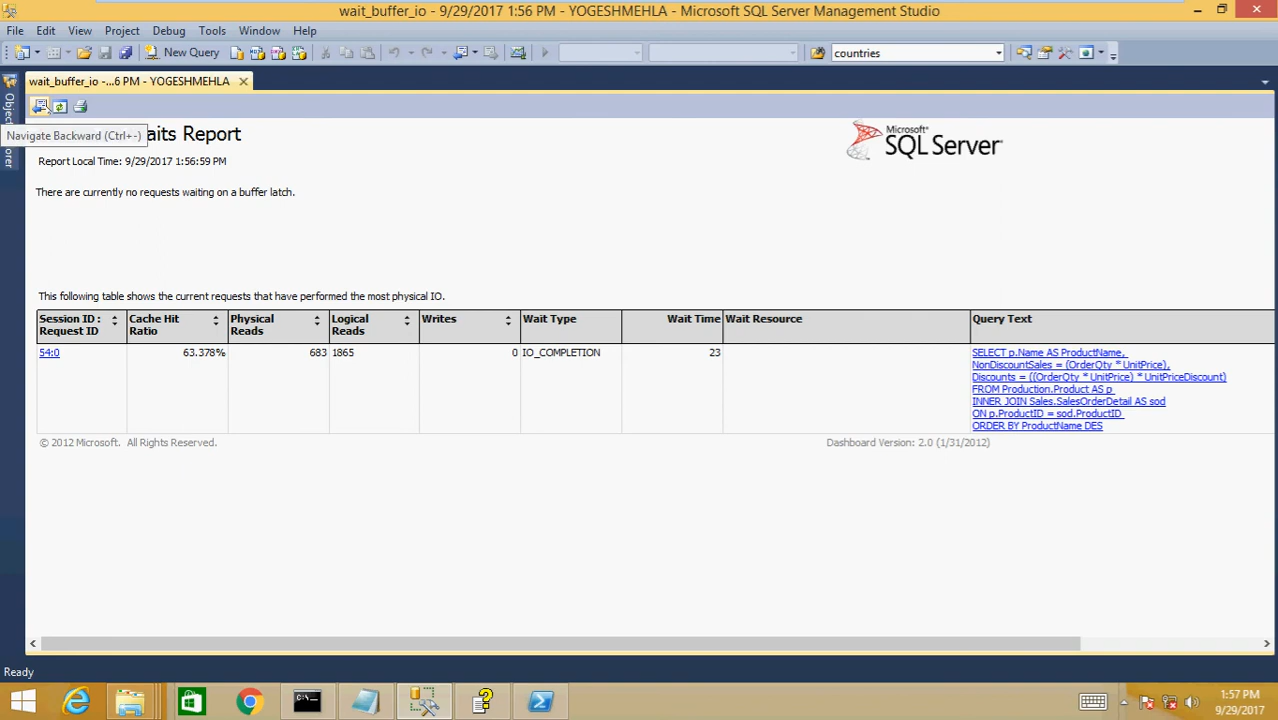 wait_buffer_io - 9/29/2017 1:56 PM - YOGESHMEHLA - Microsoft SQL Server Management Studio
File Edit View Project Debug Tools Window Help
New Query countries
wait_buffer_io -...6 PM - YOGESHMEHLA
Navigate Backward (Ctrl+-) aits Report
Microsoft®
SQL Server®
Report Local Time: 9/29/2017 1:56:59 PM
There are currently no requests waiting on a buffer latch.
This following table shows the current requests that have performed the most physical IO.
Session ID : Request ID Cache Hit Ratio Physical Reads Logical Reads Writes Wait Type Wait Time Wait Resource Query Text
54:0 63.378% 683 1865 0 IO_COMPLETION 23 SELECT p.Name AS ProductName,
NonDiscountSales = (OrderQty * UnitPrice),
Discounts = ((OrderQty * UnitPrice) * UnitPriceDiscount)
FROM Production.Product AS p
INNER JOIN Sales.SalesOrderDetail AS sod
ON p.ProductID = sod.ProductID
ORDER BY ProductName DES
© 2012 Microsoft. All Rights Reserved. Dashboard Version: 2.0 (1/31/2012)
Ready
1:57 PM
9/29/2017